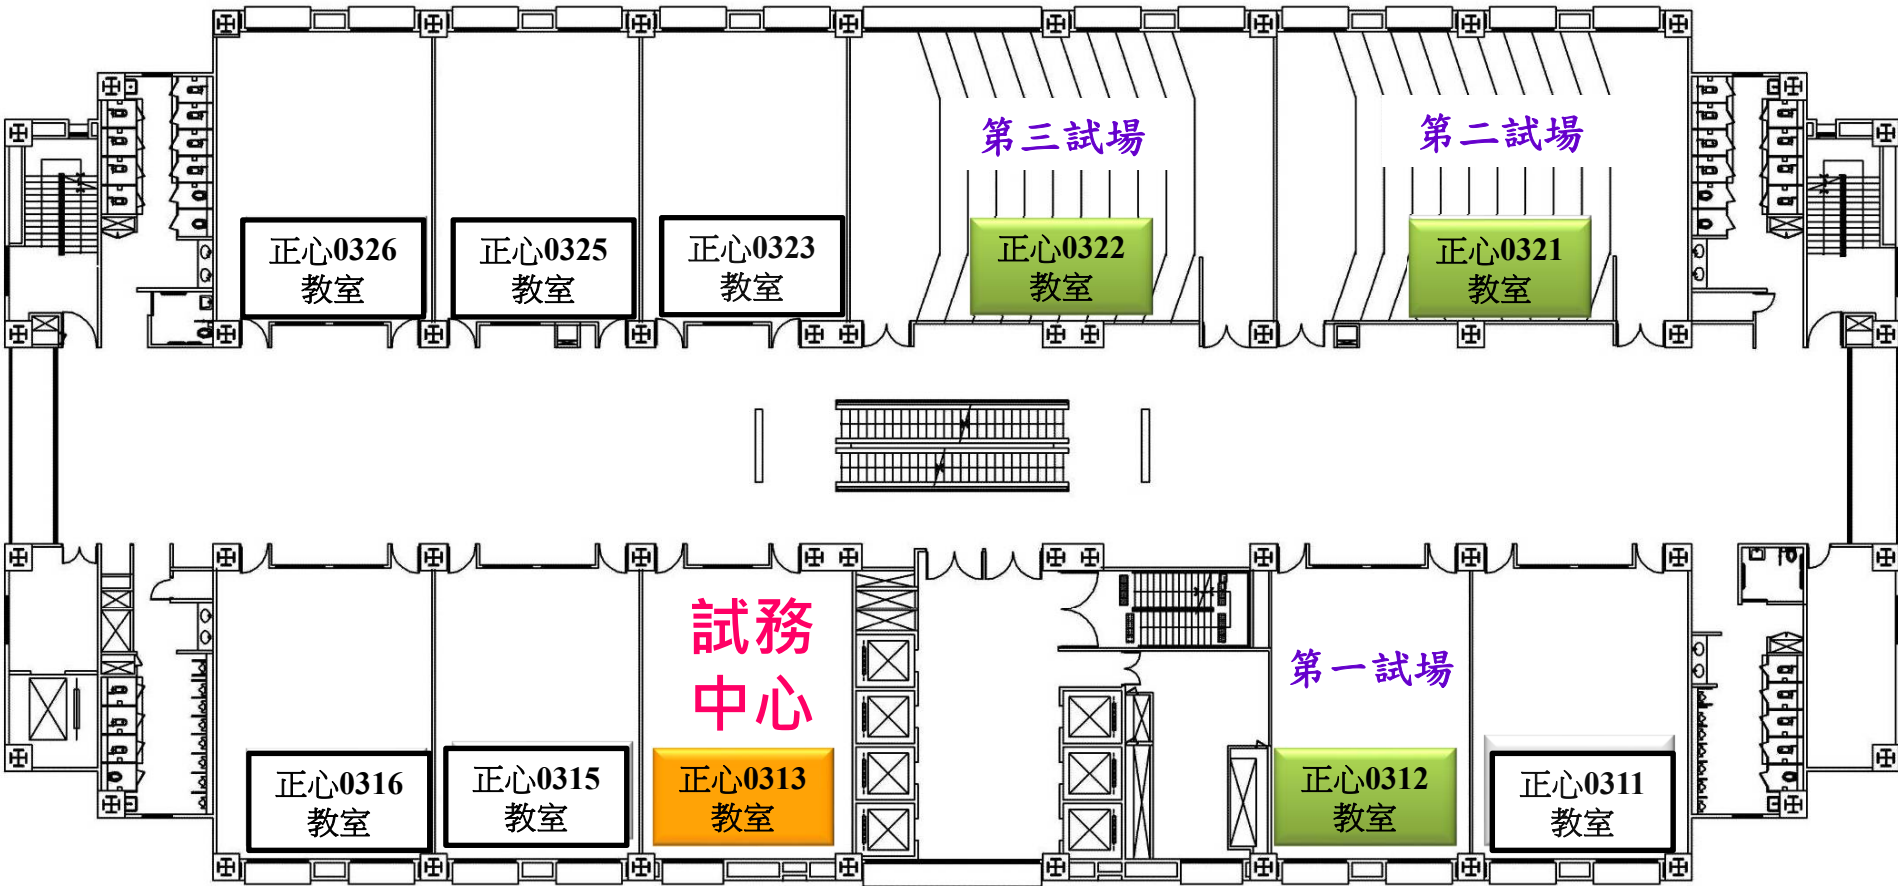 第三試場
第二試場
正心0326
教室
正心0325
教室
正心0323
教室
正心0322
教室
正心0321
教室
試務
中心
第一試場
正心0316
教室
正心0315
教室
正心0313
教室
正心0312
教室
正心0311
教室